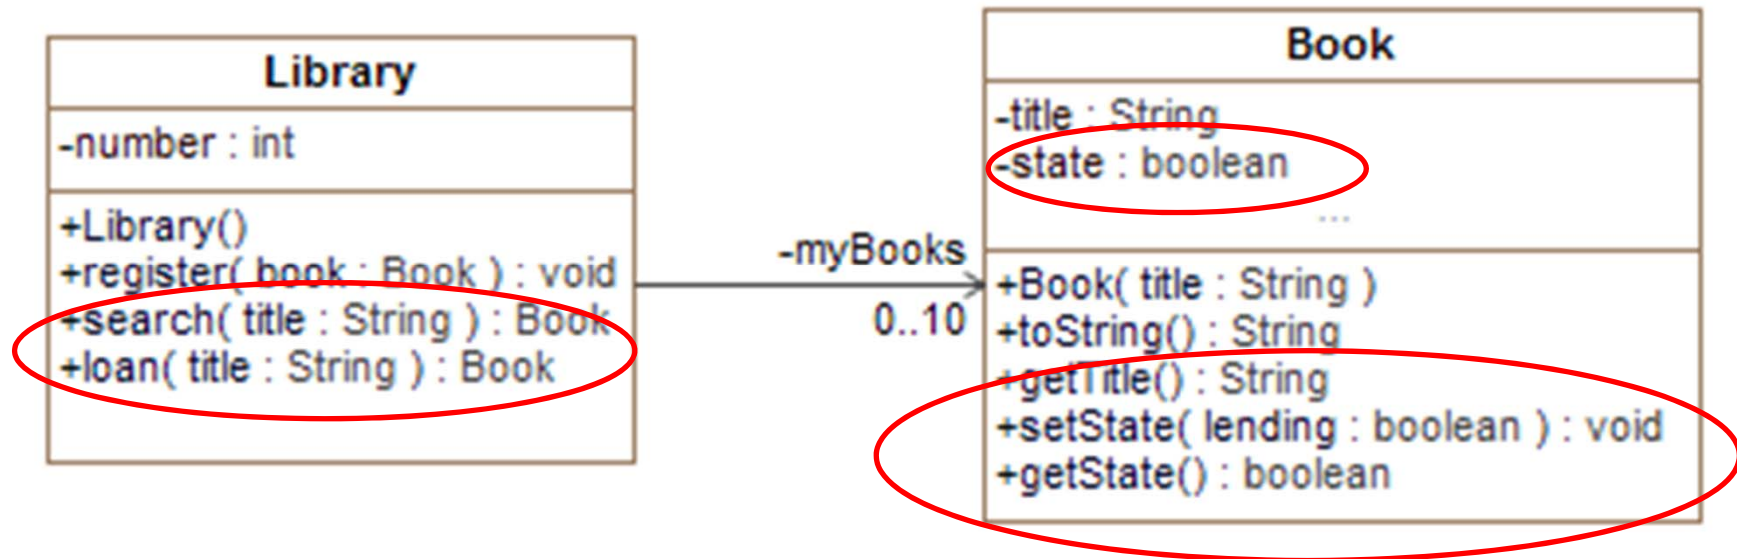 Library
-number : int
+Library()
+register( book : Book ) : void
+search( title : String ) : Book
+loan( title : String ) : Book
-myBooks
0..10
Book
-title : String
-state : boolean
...
+Book( title : String )
+toString() : String
+getTitle() : String
+setState( lending : boolean ) : void
+getState() : boolean